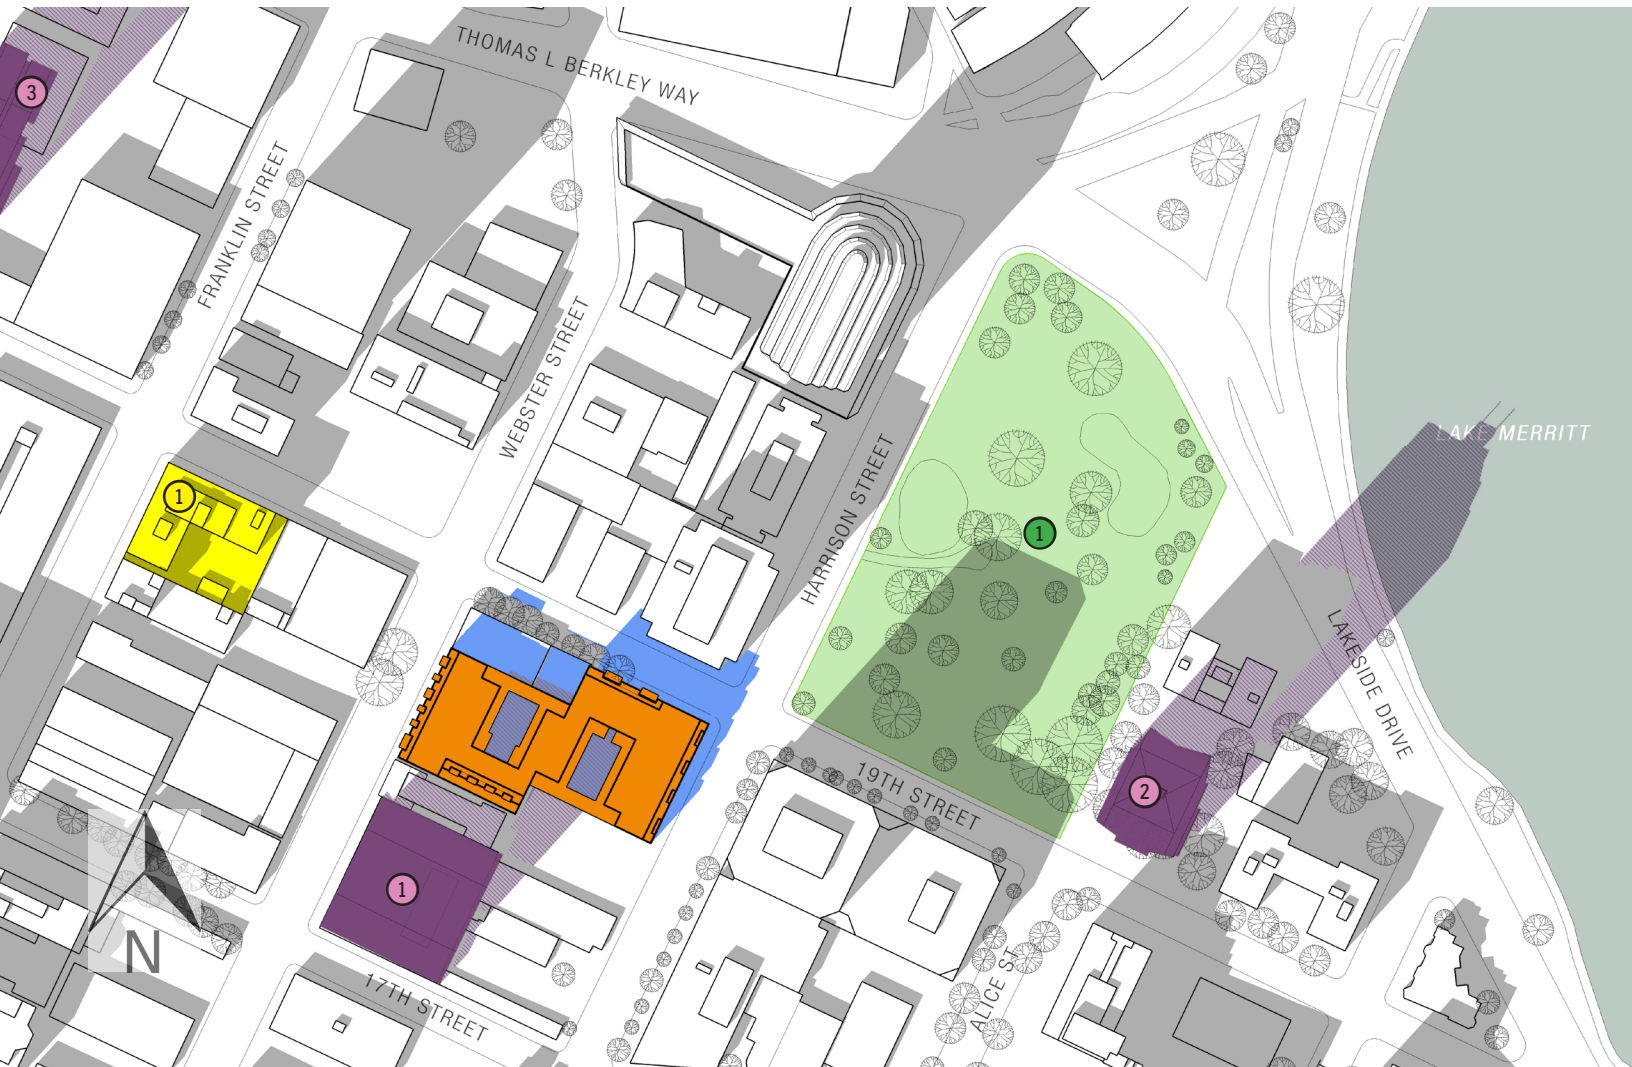 THOMAS L BERKLEY WAY
3
FRANKLIN STREET
WEBSTER STREET
HARRISON STREET
LAKE MERRITT
1
1
LAKESIDE DRIVE
2
19TH STREET
1
N
17TH STREET
ALICE ST